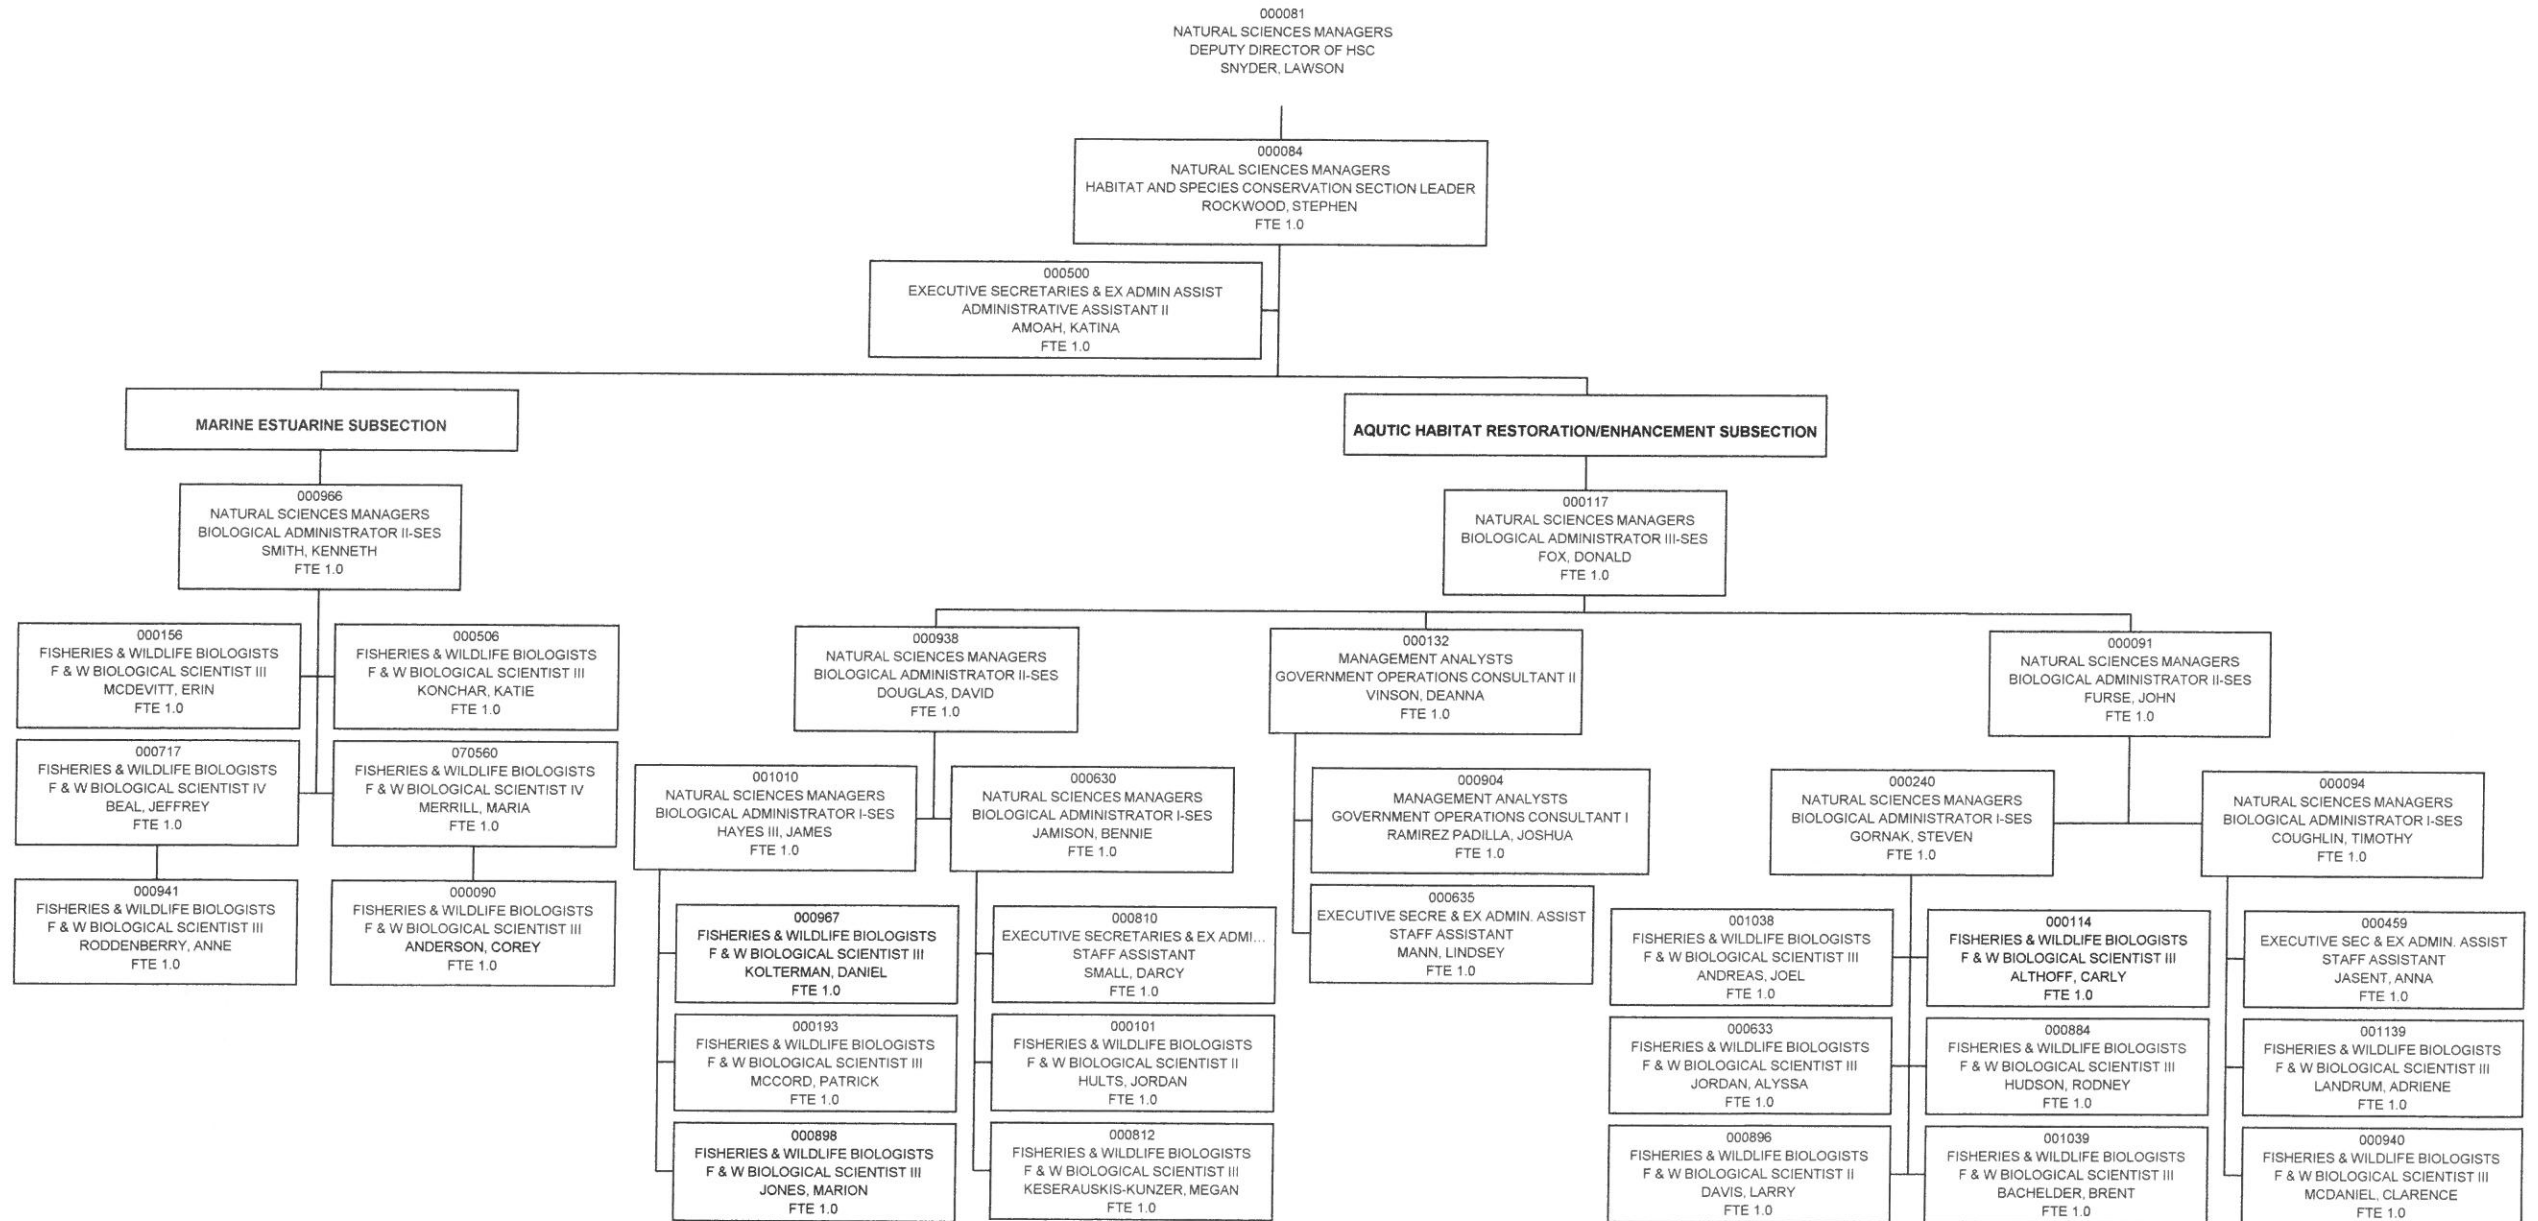 000081
NATURAL SCIENCES MANAGERS
DEPUTY DIRECTOR OF HSC
SNYDER, LAWSON
000084
NATURAL SCIENCES MANAGERS
HABITAT AND SPECIES CONSERVATION SECTION LEADER
ROCKWOOD, STEPHEN
FTE 1.0
000500
EXECUTIVE SECRETARIES & EX ADMIN ASSIST
ADMINISTRATIVE ASSISTANT II
AMOAH, KATINA
FTE 1.0
MARINE ESTUARINE SUBSECTION
AQUTIC HABITAT RESTORATION/ENHANCEMENT SUBSECTION
000966
NATURAL SCIENCES MANAGERS
BIOLOGICAL ADMINISTRATOR II-SES
SMITH, KENNETH
FTE 1.0
000117
NATURAL SCIENCES MANAGERS
BIOLOGICAL ADMINISTRATOR III-SES
FOX, DONALD
FTE 1.0
000156
FISHERIES & WILDLIFE BIOLOGISTS
F & W BIOLOGICAL SCIENTIST III
MCDEVITT, ERIN
FTE 1.0
000506
FISHERIES & WILDLIFE BIOLOGISTS
F & W BIOLOGICAL SCIENTIST III
KONCHAR, KATIE
FTE 1.0
000938
NATURAL SCIENCES MANAGERS
BIOLOGICAL ADMINISTRATOR II-SES
DOUGLAS, DAVID
FTE 1.0
000132
MANAGEMENT ANALYSTS
GOVERNMENT OPERATIONS CONSULTANT II
VINSON, DEANNA
FTE 1.0
000091
NATURAL SCIENCES MANAGERS
BIOLOGICAL ADMINISTRATOR II-SES
FURSE, JOHN
FTE 1.0
000717
FISHERIES & WILDLIFE BIOLOGISTS
F & W BIOLOGICAL SCIENTIST IV
BEAL, JEFFREY
FTE 1.0
070560
FISHERIES & WILDLIFE BIOLOGISTS
F & W BIOLOGICAL SCIENTIST IV
MERRILL, MARIA
FTE 1.0
001010
NATURAL SCIENCES MANAGERS
BIOLOGICAL ADMINISTRATOR I-SES
HAYES III, JAMES
FTE 1.0
000630
NATURAL SCIENCES MANAGERS
BIOLOGICAL ADMINISTRATOR I-SES
JAMISON, BENNIE
FTE 1.0
000904
MANAGEMENT ANALYSTS
GOVERNMENT OPERATIONS CONSULTANT I
RAMIREZ PADILLA, JOSHUA
FTE 1.0
000240
NATURAL SCIENCES MANAGERS
BIOLOGICAL ADMINISTRATOR I-SES
GORNAK, STEVEN
FTE 1.0
000094
NATURAL SCIENCES MANAGERS
BIOLOGICAL ADMINISTRATOR I-SES
COUGHLIN, TIMOTHY
FTE 1.0
000941
FISHERIES & WILDLIFE BIOLOGISTS
F & W BIOLOGICAL SCIENTIST III
RODDENBERRY, ANNE
FTE 1.0
000090
FISHERIES & WILDLIFE BIOLOGISTS
F & W BIOLOGICAL SCIENTIST III
ANDERSON, COREY
FTE 1.0
000967
FISHERIES & WILDLIFE BIOLOGISTS
F & W BIOLOGICAL SCIENTIST III
KOLTERMAN, DANIEL
FTE 1.0
000810
EXECUTIVE SECRETARIES & EX ADMI...
STAFF ASSISTANT
SMALL, DARCY
FTE 1.0
000635
EXECUTIVE SECRE & EX ADMIN. ASSIST
STAFF ASSISTANT
MANN, LINDSEY
FTE 1.0
001038
FISHERIES & WILDLIFE BIOLOGISTS
F & W BIOLOGICAL SCIENTIST III
ANDREAS, JOEL
FTE 1.0
000114
FISHERIES & WILDLIFE BIOLOGISTS
F & W BIOLOGICAL SCIENTIST III
ALTHOFF, CARLY
FTE 1.0
000459
EXECUTIVE SEC & EX ADMIN. ASSIST
STAFF ASSISTANT
JASENT, ANNA
FTE 1.0
000193
FISHERIES & WILDLIFE BIOLOGISTS
F & W BIOLOGICAL SCIENTIST III
MCCORD, PATRICK
FTE 1.0
000101
FISHERIES & WILDLIFE BIOLOGISTS
F & W BIOLOGICAL SCIENTIST II
HULTS, JORDAN
FTE 1.0
000633
FISHERIES & WILDLIFE BIOLOGISTS
F & W BIOLOGICAL SCIENTIST III
JORDAN, ALYSSA
FTE 1.0
000884
FISHERIES & WILDLIFE BIOLOGISTS
F & W BIOLOGICAL SCIENTIST III
HUDSON, RODNEY
FTE 1.0
001139
FISHERIES & WILDLIFE BIOLOGISTS
F & W BIOLOGICAL SCIENTIST III
LANDRUM, ADRIENE
FTE 1.0
000898
FISHERIES & WILDLIFE BIOLOGISTS
F & W BIOLOGICAL SCIENTIST III
JONES, MARION
FTE 1.0
000812
FISHERIES & WILDLIFE BIOLOGISTS
F & W BIOLOGICAL SCIENTIST III
KESERAUSKIS-KUNZER, MEGAN
FTE 1.0
000896
FISHERIES & WILDLIFE BIOLOGISTS
F & W BIOLOGICAL SCIENTIST II
DAVIS, LARRY
FTE 1.0
001039
FISHERIES & WILDLIFE BIOLOGISTS
F & W BIOLOGICAL SCIENTIST III
BACHELDER, BRENT
FTE 1.0
000940
FISHERIES & WILDLIFE BIOLOGISTS
F & W BIOLOGICAL SCIENTIST III
MCDANIEL, CLARENCE
FTE 1.0